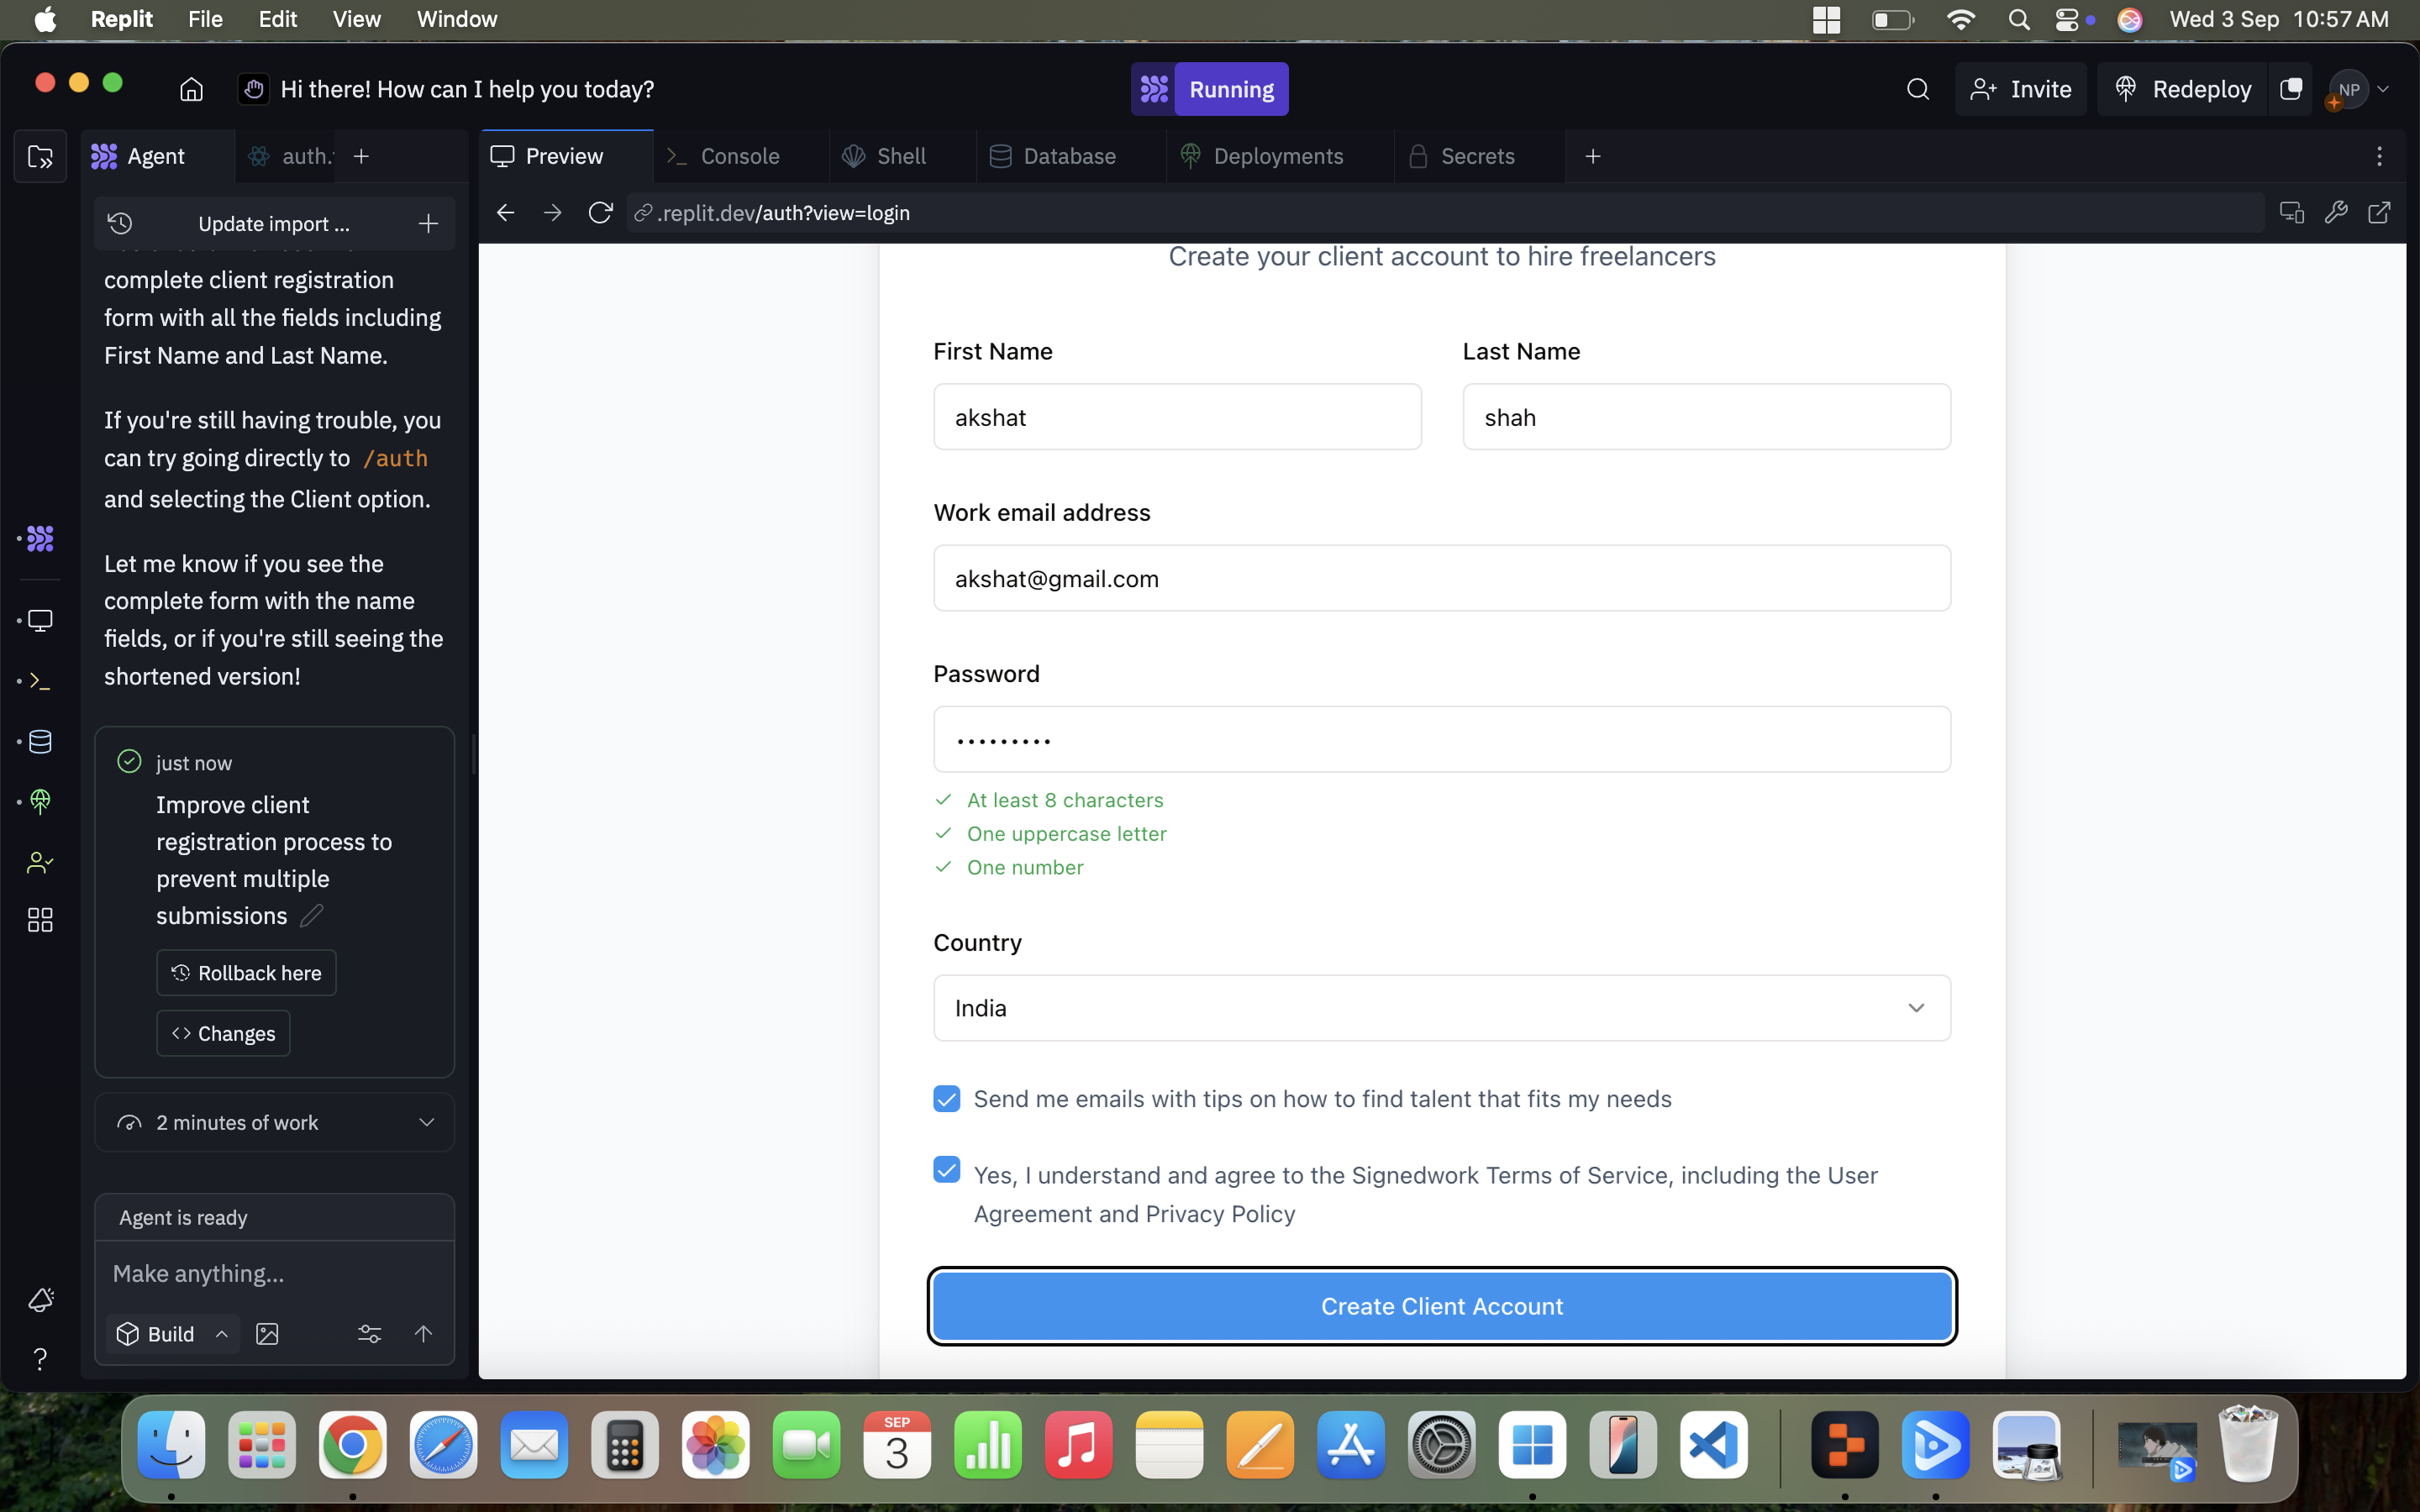 Replit File Edit View Window Wed 3 Sep 10:57 AM
Hi there! How can I help you today?
Running
Invite
Redeploy
NP
Agent
auth.
Preview
Console
Shell
Database
Deployments
Secrets
Update import ...
.replit.dev/auth?view=login
complete client registration
form with all the fields including
First Name and Last Name.
If you're still having trouble, you
can try going directly to /auth
and selecting the Client option.
Let me know if you see the
complete form with the name
fields, or if you're still seeing the
shortened version!
just now
Improve client
registration process to
prevent multiple
submissions
Rollback here
Changes
2 minutes of work
Agent is ready
Make anything...
Build
Create your client account to hire freelancers
First Name
Last Name
akshat
shah
Work email address
akshat@gmail.com
Password
At least 8 characters
One uppercase letter
One number
Country
India
Send me emails with tips on how to find talent that fits my needs
Yes, I understand and agree to the Signedwork Terms of Service, including the User
Agreement and Privacy Policy
Create Client Account
SEP
3